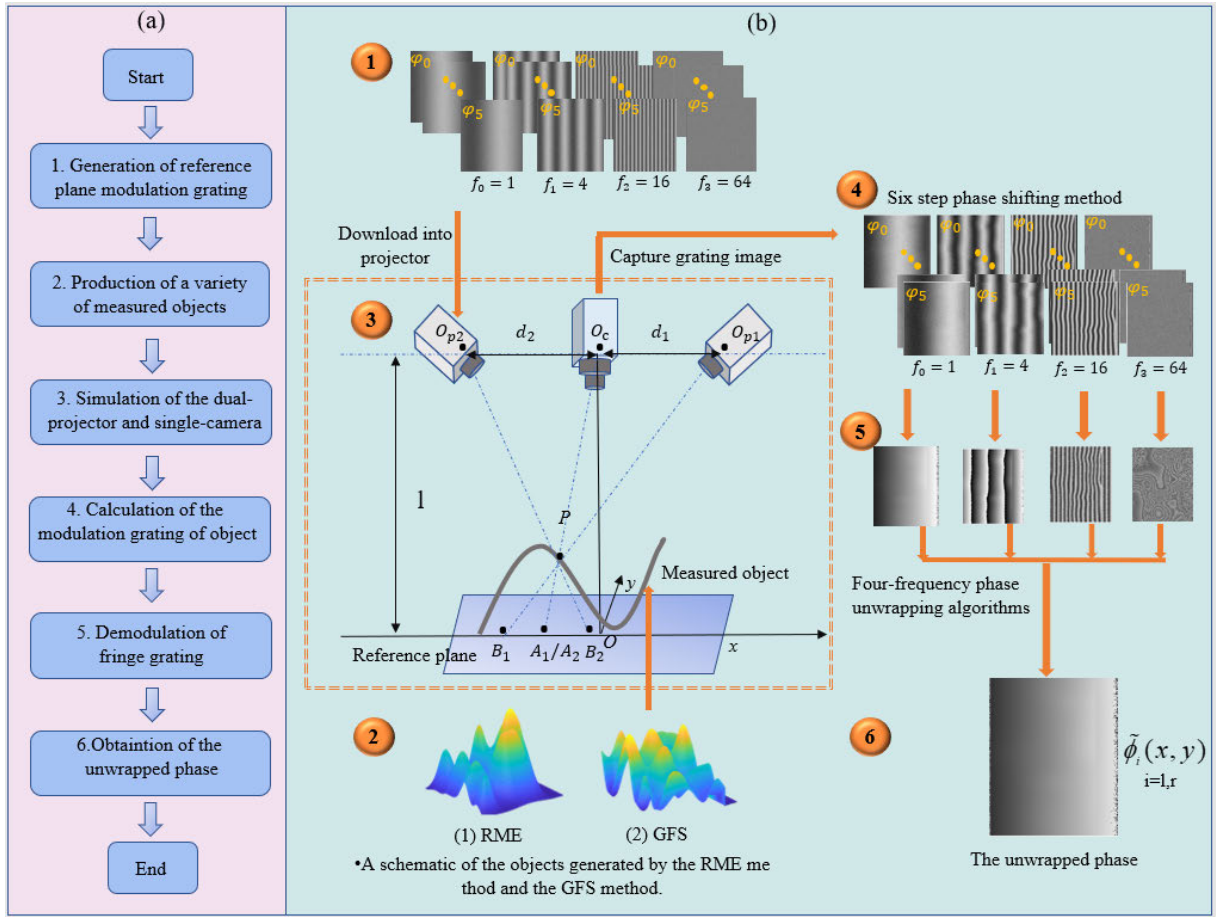 (a)
Start
1. Generation of reference
plane modulation grating
2. Production of a variety
of measured objects
3. Simulation of the dual-
projector and single-camera
4. Calculation of the
modulation grating of object
5. Demodulation of
fringe grating
6.Obtaintion of the
unwrapped phase
End
(b)
1
φ₀ φ₀ φ₀ φ₀
φ₅ φ₅ φ₅ φ₅
f₀ = 1 f₁ = 4 f₂ = 16 f₃ = 64
Download into
projector
Capture grating image
4
Six step phase shifting method
φ₀ φ₀ φ₀ φ₀
φ₅ φ₅ φ₅ φ₅
f₀ = 1 f₁ = 4 f₂ = 16 f₃ = 64
3
Oₚ₂ d₂ O_c d₁ Oₚ₁
l
P
Measured object
y
O
Reference plane B₁ A₁/A₂ B₂ x
5
Four-frequency phase
unwrapping algorithms
2
(1) RME (2) GFS
•A schematic of the objects generated by the RME me
thod and the GFS method.
6
ϕ̃ᵢ(x, y)
i=l,r
The unwrapped phase